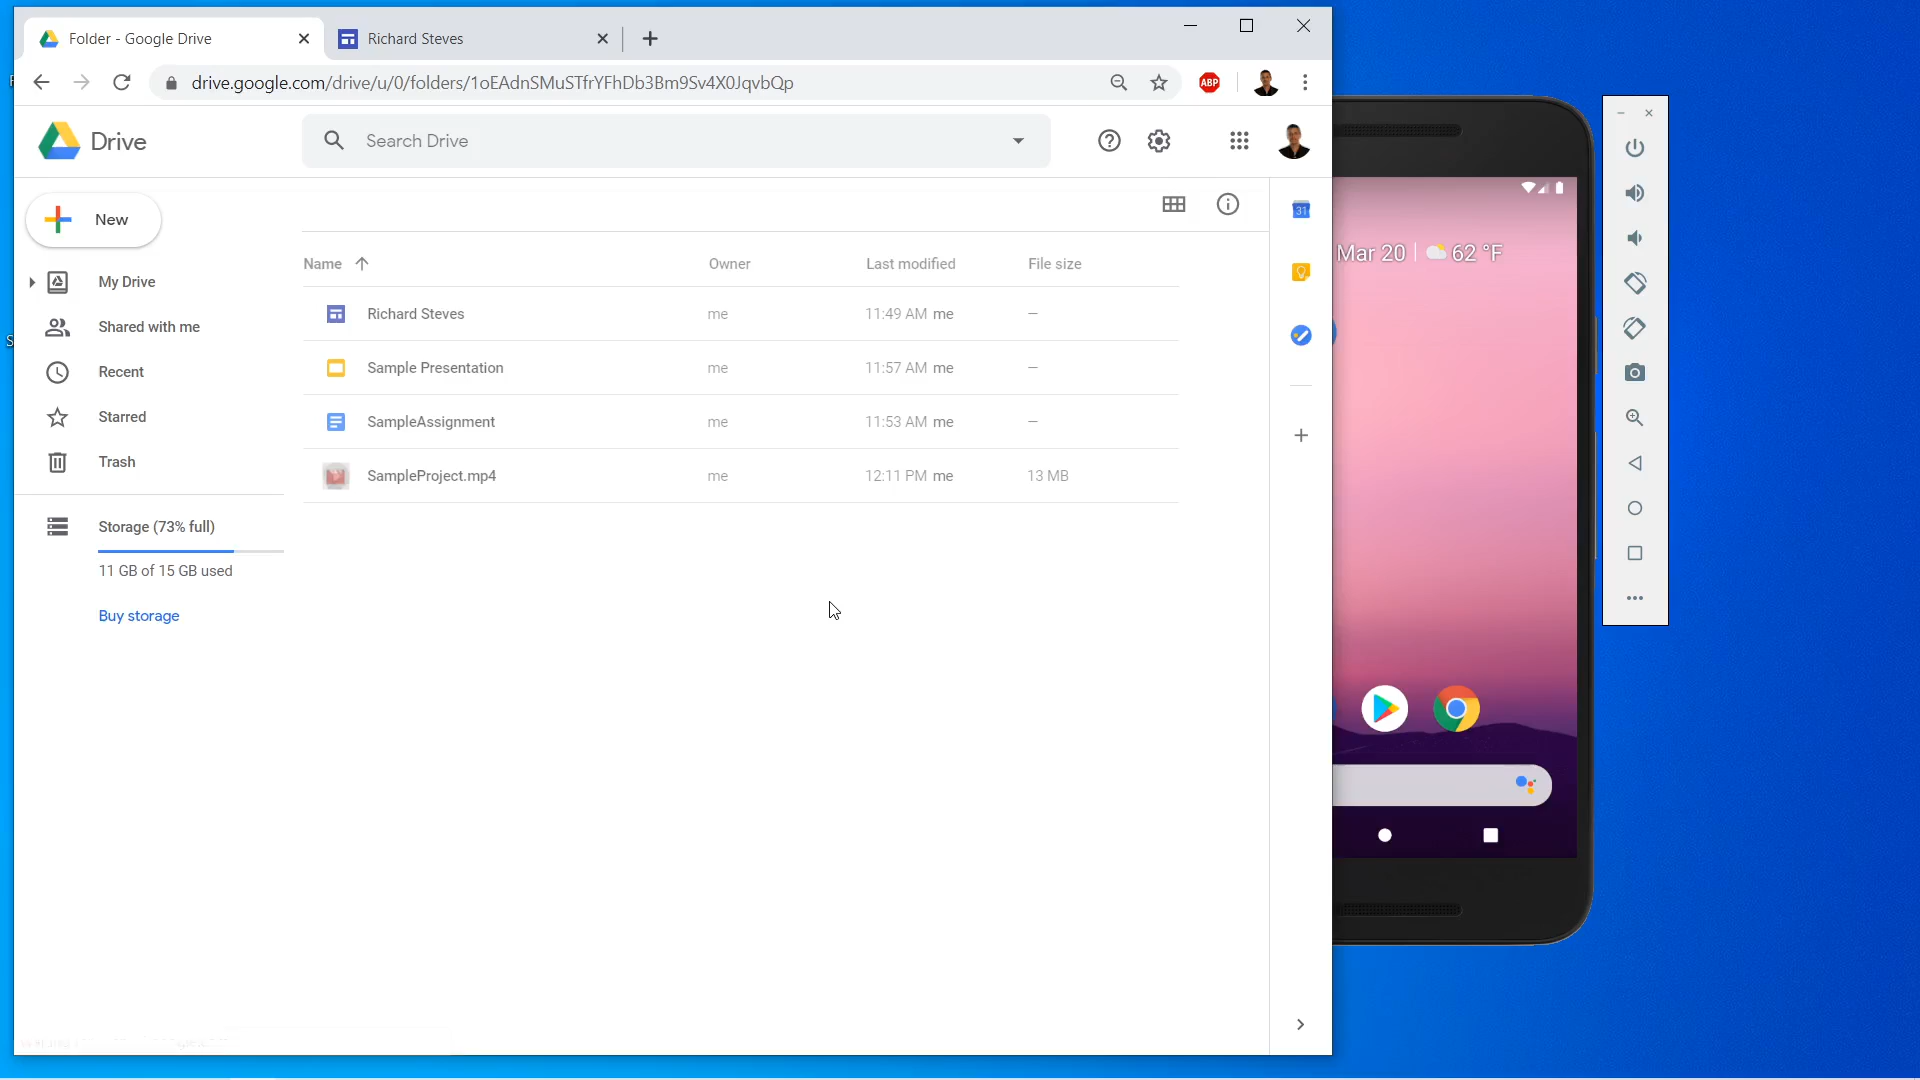 Folder - Google Drive
Richard Steves
drive.google.com/drive/u/0/folders/1oEAdnSMuSTfrYFhDb3Bm9Sv4X0JqvbQp
ABP
Drive
Search Drive
New
My Drive
Shared with me
Recent
Starred
Trash
Storage (73% full)
11 GB of 15 GB used
Buy storage
Name Owner Last modified File size
Richard Steves me 11:49 AM me —
Sample Presentation me 11:57 AM me —
SampleAssignment me 11:53 AM me —
SampleProject.mp4 me 12:11 PM me 13 MB
31
Mar 20 | 62 °F